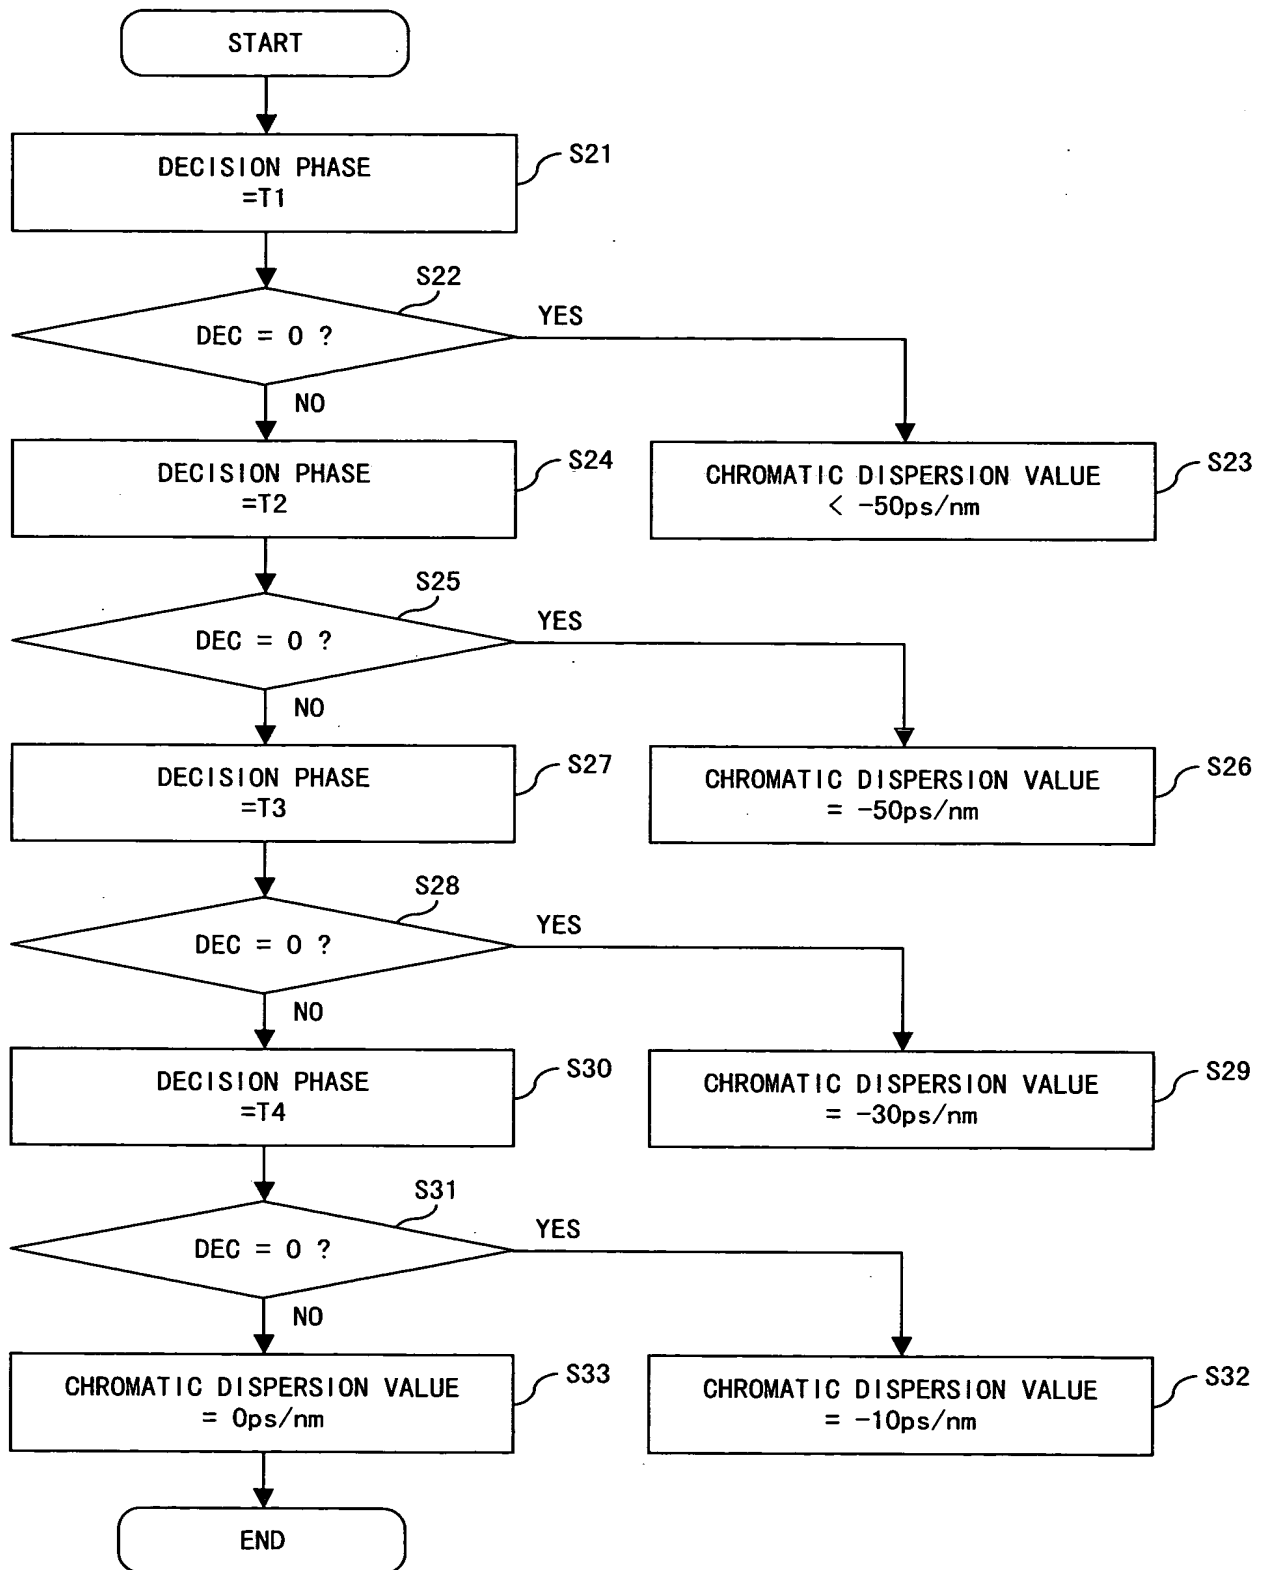 START
DECISION PHASE
=T1
S21
S22
DEC = 0 ?
YES
NO
DECISION PHASE
=T2
S24
CHROMATIC DISPERSION VALUE
< -50ps/nm
S23
S25
DEC = 0 ?
YES
NO
DECISION PHASE
=T3
S27
CHROMATIC DISPERSION VALUE
= -50ps/nm
S26
S28
DEC = 0 ?
YES
NO
DECISION PHASE
=T4
S30
CHROMATIC DISPERSION VALUE
= -30ps/nm
S29
S31
DEC = 0 ?
YES
NO
CHROMATIC DISPERSION VALUE
= 0ps/nm
S33
CHROMATIC DISPERSION VALUE
= -10ps/nm
S32
END